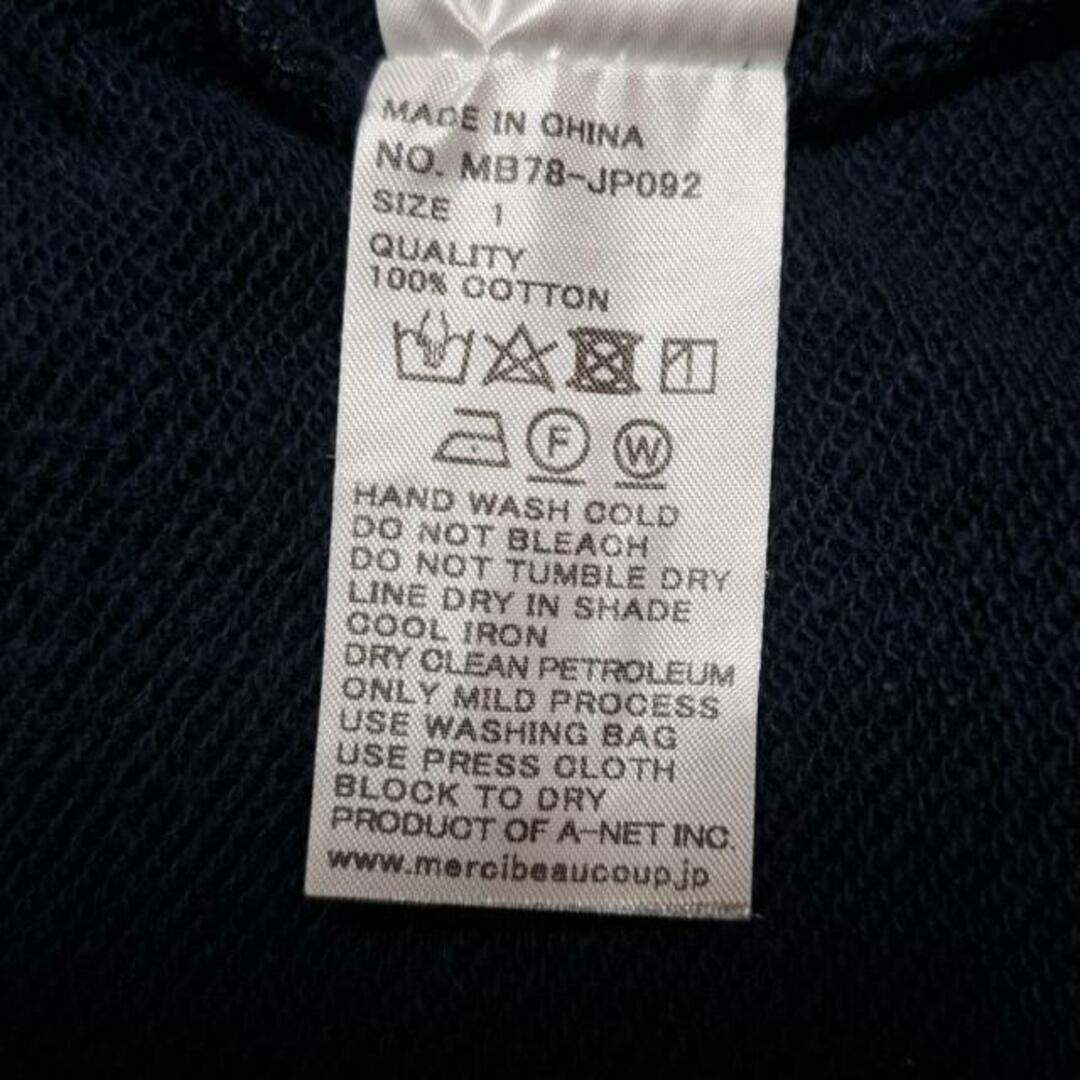 MADE IN CHINA
NO. MB78-JP092
SIZE 1
QUALITY
100% COTTON
F W
HAND WASH COLD
DO NOT BLEACH
DO NOT TUMBLE DRY
LINE DRY IN SHADE
COOL IRON
DRY CLEAN PETROLEUM
ONLY MILD PROCESS
USE WASHING BAG
USE PRESS CLOTH
BLOCK TO DRY
PRODUCT OF A-NET INC.
www.mercibeaucoup.jp